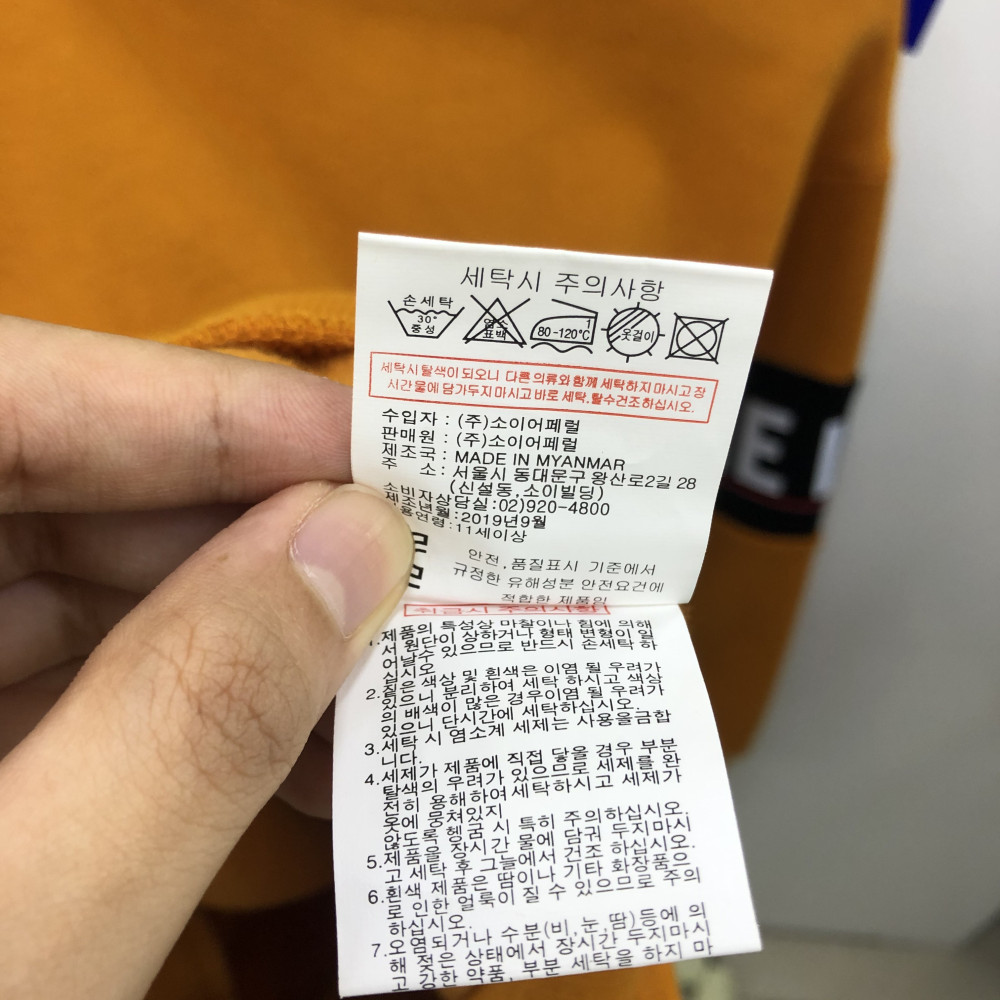 세탁시 주의사항
손세탁
30°
중성
염소
표백
80-120°C
옷걸이
세탁시탈색이되오니 다른의류와함께 세탁하지마시고장
시간물에담가두지마시고바로 세탁,탈수건조하십시오.
수입자 : (주)소이어페럴
판매원 : (주)소이어페럴
제조국 : MADE IN MYANMAR
주 소 : 서울시 동대문구 왕산로2길 28
(신설동,소이빌딩)
소비자상담실:02)920-4800
제조년월:2019년9월
용연령:11세이상
안전,품질표시 기준에서
규정한 유해성분 안전요건에
적합한 제품임
취급시 주의사항
1.제품의 특성상 마찰이나 힘에 의해
서 원단이 상하거나 형태 변형이 일
어날수 있으므로 반드시 손세탁 하
십시오.
2.짙은색상 및 흰색은 이염 될 우려가
있으니 분리하여 세탁 하시고 색상
의 배색이 많은 경우이염 될 우려가
있으니 단시간에 세탁하십시오.
3.세탁 시 염소계 세제는 사용을금합
니다.
4.세제가 제품에 직접 닿을 경우 부분
탈색의 우려가 있으므로 세제를 완
전히 용해하여세탁하시고 세제가
옷에 뭉쳐있지
않도록 헹굼 시 특히 주의하십시오.
5.제품을 장시간 물에 담궈 두지마시
고세탁 후 그늘에서 건조 하십시오.
6.흰색 제품은 땀이나 기타 화장품으
로 인한 얼룩이 질 수 있으므로 주의
하십시오.
7.오염되거나 수분(비,눈,땀)등에 의
해 젖은 상태에서 장시간 두지마시
고 강한 약품, 부분 세탁을 하지 마
E